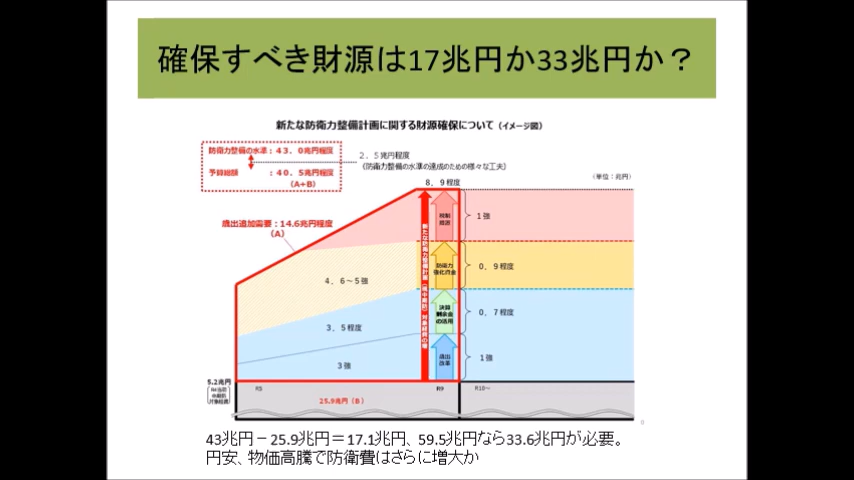 確保すべき財源は17兆円か33兆円か？
新たな防衛力整備計画に関する財源確保について（イメージ図）
防衛力整備の水準：４３．０兆円程度
予算総額　：４０．５兆円程度
（A+B）
２．５兆円程度
（防衛力整備の水準の達成のための様々な工夫）
（単位：兆円）
８．９程度
歳出追加需要：14.6兆円程度
（A）
税制措置
１強
防衛力
強化資金
０．９程度
４．６～５強
決算
剰余金
の活用
０．７程度
３．５程度
歳出
改革
１強
３強
5.2兆円
R5
R9
R10～
25.9兆円（B）
43兆円－25.9兆円＝17.1兆円、59.5兆円なら33.6兆円が必要。
円安、物価高騰で防衛費はさらに増大か